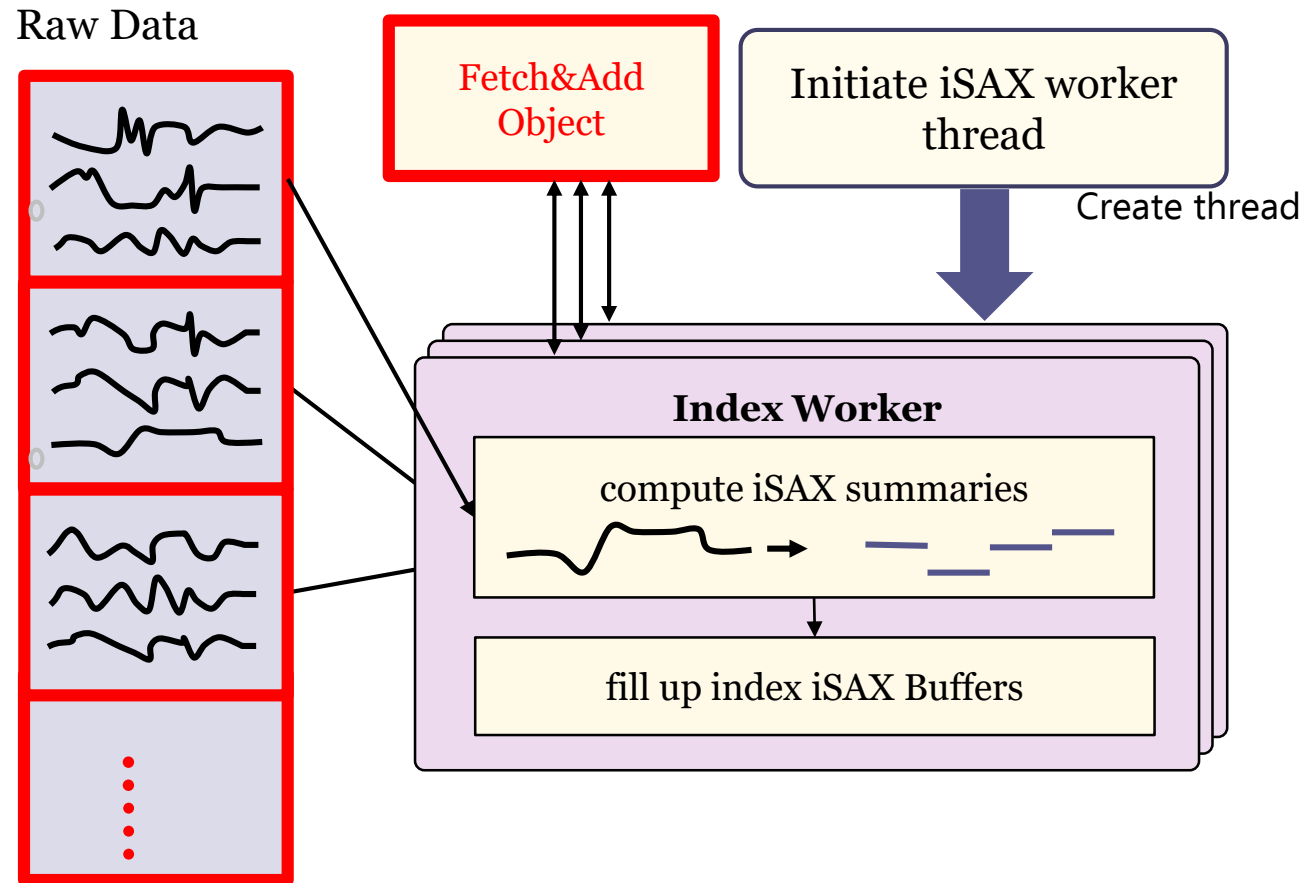 Raw Data
Fetch&Add
Object
Initiate iSAX worker
thread
Create thread
Index Worker
compute iSAX summaries
fill up index iSAX Buffers